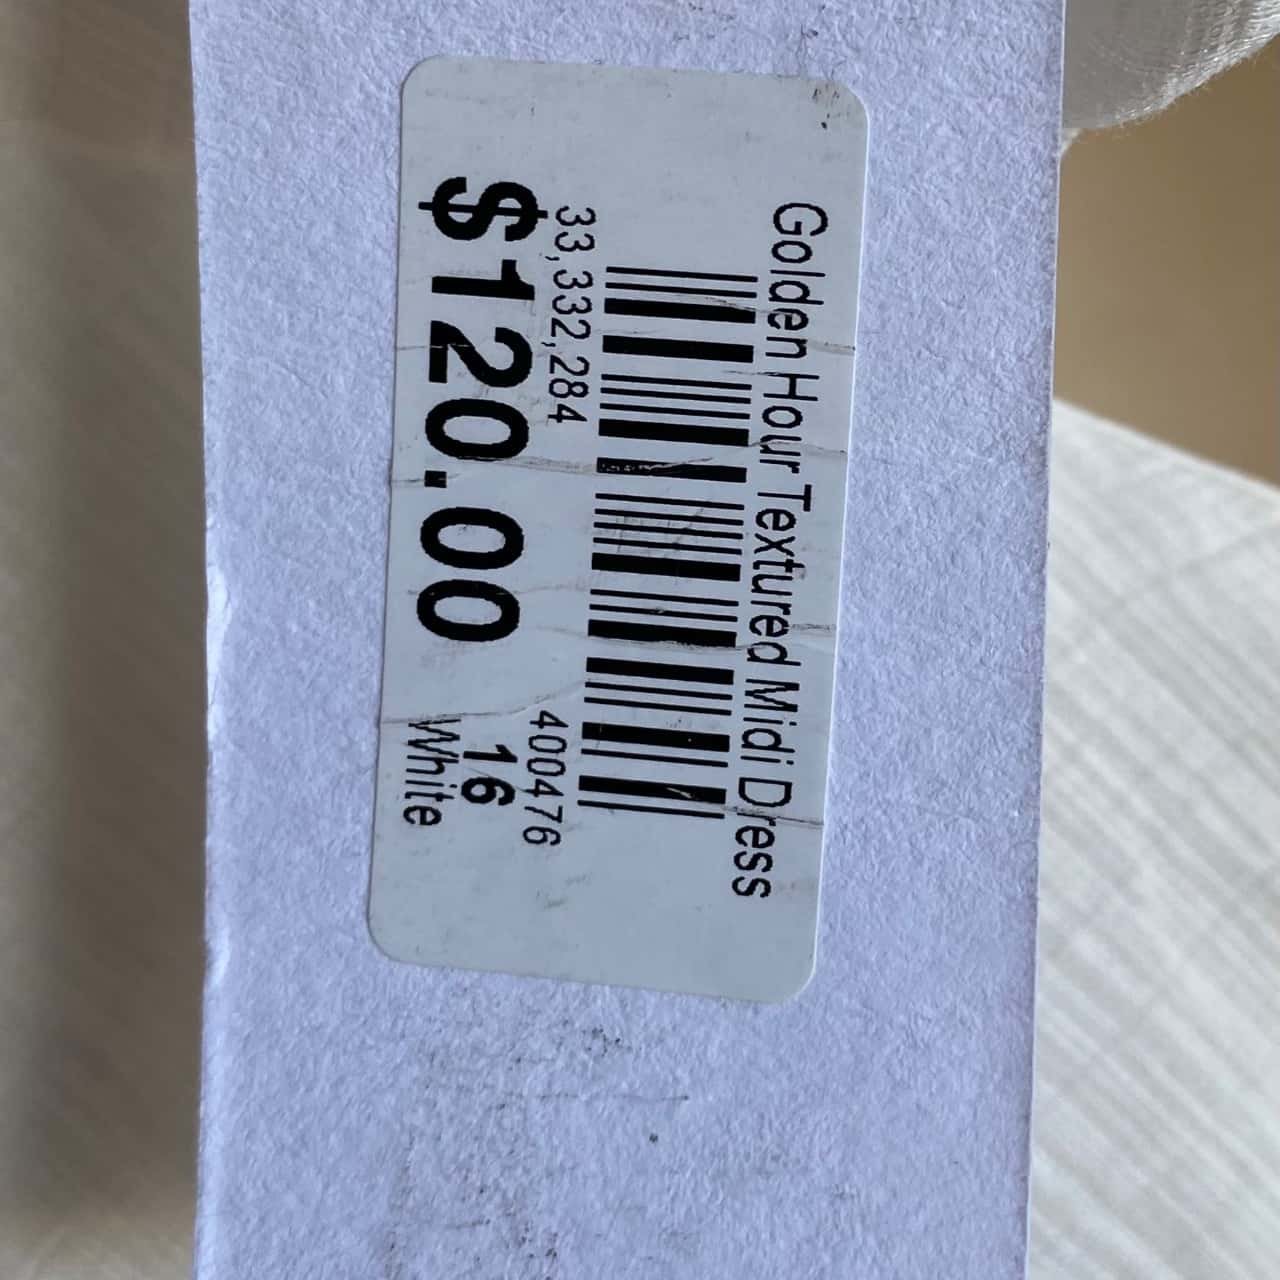 Golden Hour Textured Midi Dress
33,332,284
400476
$120.00
16
White